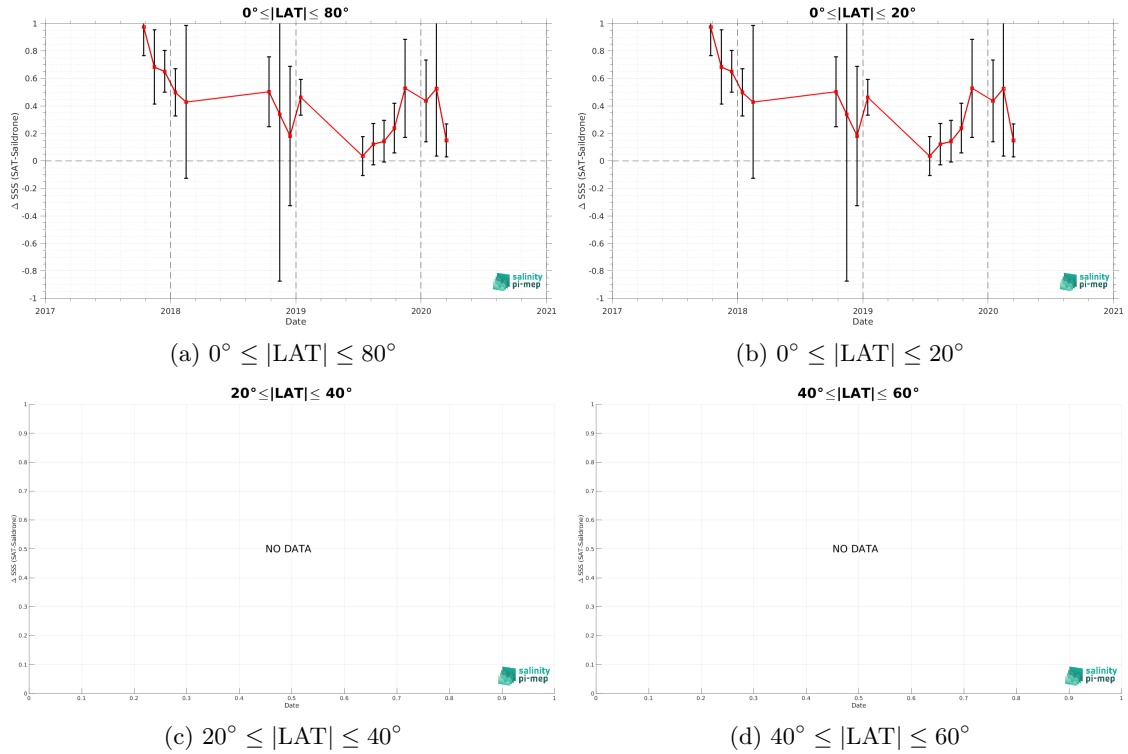 0°≤|LAT|≤ 80°
1
0.8
0.6
0.4
0.2
0
-0.2
-0.4
-0.6
-0.8
-1
Δ SSS (SAT-Saildrone)
2017
2018
2019
2020
2021
Date
salinity
pi-mep
(a) 0° ≤ |LAT| ≤ 80°
0°≤|LAT|≤ 20°
1
0.8
0.6
0.4
0.2
0
-0.2
-0.4
-0.6
-0.8
-1
Δ SSS (SAT-Saildrone)
2017
2018
2019
2020
2021
Date
salinity
pi-mep
(b) 0° ≤ |LAT| ≤ 20°
20°≤|LAT|≤ 40°
1
0.9
0.8
0.7
0.6
0.5
0.4
0.3
0.2
0.1
0
Δ SSS (SAT-Saildrone)
NO DATA
0
0.1
0.2
0.3
0.4
0.5
0.6
0.7
0.8
0.9
1
Date
salinity
pi-mep
(c) 20° ≤ |LAT| ≤ 40°
40°≤|LAT|≤ 60°
1
0.9
0.8
0.7
0.6
0.5
0.4
0.3
0.2
0.1
0
Δ SSS (SAT-Saildrone)
NO DATA
0
0.1
0.2
0.3
0.4
0.5
0.6
0.7
0.8
0.9
1
Date
salinity
pi-mep
(d) 40° ≤ |LAT| ≤ 60°